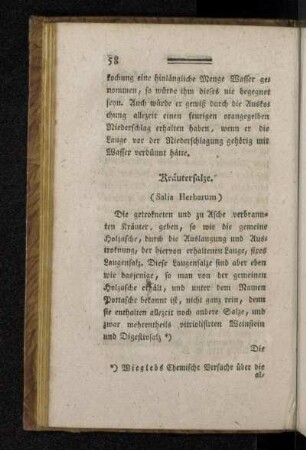 58
kochung eine hinlängliche Menge Wasser ge⸗
nommen, so würde ihm dieses nie begegnet
seyn. Auch würde er gewiß durch die Ausko⸗
chung allezeit einen feurigen orangegelben
Niederschlag erhalten haben, wenn er die
Lauge vor der Niederschlagung gehörig mit
Wasser verdünnt hätte.
Kräutersalze.
(Salia Herbarum)
Die getrokneten und zu Asche verbrann⸗
ten Kräuter, geben, so wie die gemeine
Holzasche, durch die Auslaugung und Aus⸗
troknung, der hiervon erhaltenen Lauge, fixes
Laugensalz. Diese Laugensalze sind aber eben
wie dasjenige, so man von der gemeinen
Holzasche erhält, und unter dem Namen
Pottasche bekannt ist, nicht ganz rein, denn
sie enthalten allezeit noch andere Salze, und
zwar mehrentheils vitriolisirten Weinstein
und Digestivsalz *)
Die
*) Wieglebs Chemische Versuche über die
alc